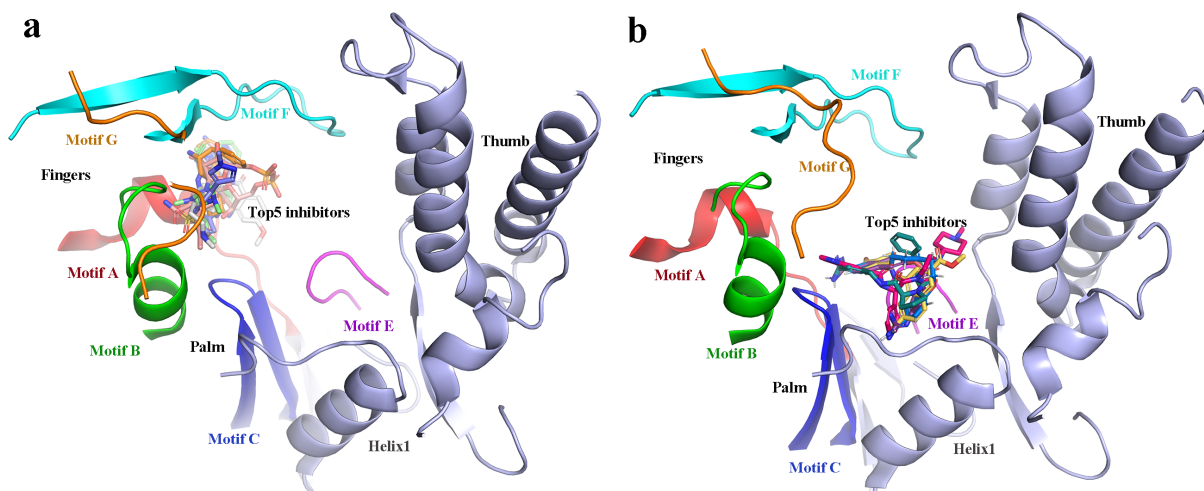 a
Motif G
Motif F
Fingers
Thumb
Top5 inhibitors
Motif A
Motif E
Motif B
Palm
Motif C
Helix1
b
Motif F
Thumb
Fingers
Motif G
Top5 inhibitors
Motif A
Motif E
Motif B
Palm
Motif C
Helix1